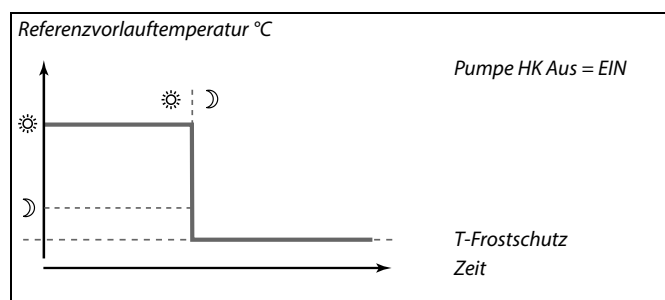 Referenzvorlauftemperatur °C
Pumpe HK Aus = EIN
T-Frostschutz
Zeit